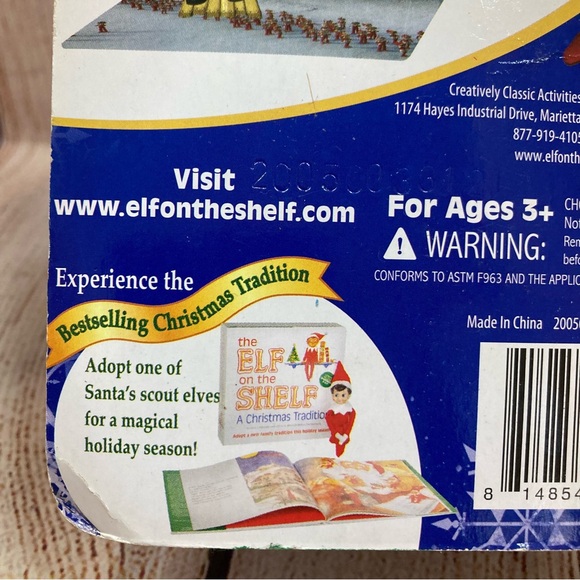 Creatively Classic Activities
1174 Hayes Industrial Drive, Marietta
877-919-4105
www.elfonth
Visit
www.elfontheshelf.com
For Ages 3+
WARNING:
CONFORMS TO ASTM F963 AND THE APPLIC
Made In China 2005
Experience the
Bestselling Christmas Tradition
Adopt one of
Santa's scout elves
for a magical
holiday season!
the
ELF
on the
SHELF
A Christmas Tradition
8 14854